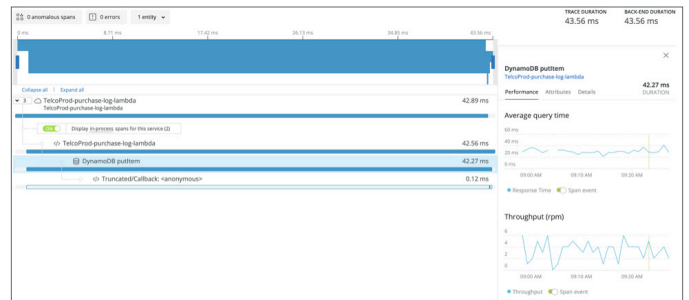 0 anomalous spans
0 errors
1 entity
TRACE DURATION
43.56 ms
BACK-END DURATION
43.56 ms
0 ms
8.71 ms
17.42 ms
26.13 ms
34.85 ms
43.56 ms
Collapse all | Expand all
3 TelcoProd-purchase-log-lambda 42.89 ms
TelcoProd-purchase-log-lambda
ON Display in-process spans for this service (2)
</> TelcoProd-purchase-log-lambda 42.56 ms
DynamoDB putItem 42.27 ms
</> Truncated/Callback: <anonymous> 0.12 ms
DynamoDB putItem
TelcoProd-purchase-log-lambda
Performance Attributes Details
42.27 ms
DURATION
Average query time
60 ms
40 ms
20 ms
0 ms
09:00 AM
09:10 AM
09:20 AM
Response Time
Span event
Throughput (rpm)
6
4
2
0
09:00 AM
09:10 AM
09:20 AM
Throughput
Span event